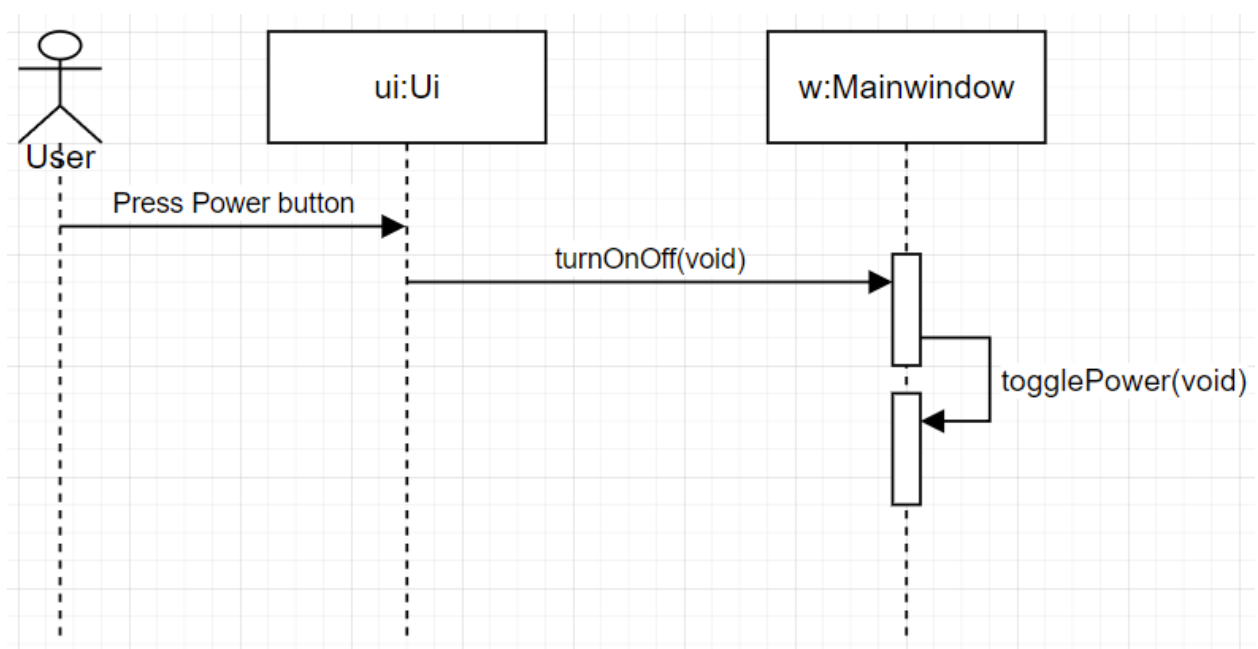 ui:Ui
w:Mainwindow
User
Press Power button
turnOnOff(void)
togglePower(void)